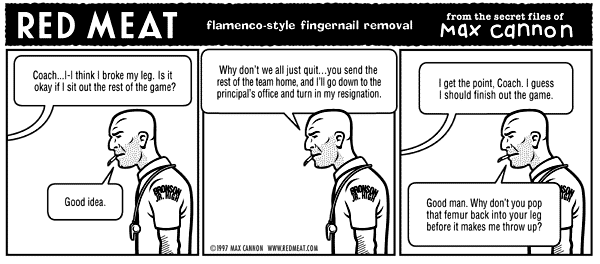 RED MEAT
flamenco-style fingernail removal
from the secret files of
Max cannon
Coach...I-I think I broke my leg. Is it
okay if I sit out the rest of the game?
Good idea.
BRONSON
JR. HIGH
Why don't we all just quit...you send the
rest of the team home, and I'll go down to the
principal's office and turn in my resignation.
BRONSON
JR. HIGH
©1997 MAX CANNON WWW.REDMEAT.COM
I get the point, Coach. I guess
I should finish out the game.
BRONSON
JR. HIGH
Good man. Why don't you pop
that femur back into your leg
before it makes me throw up?